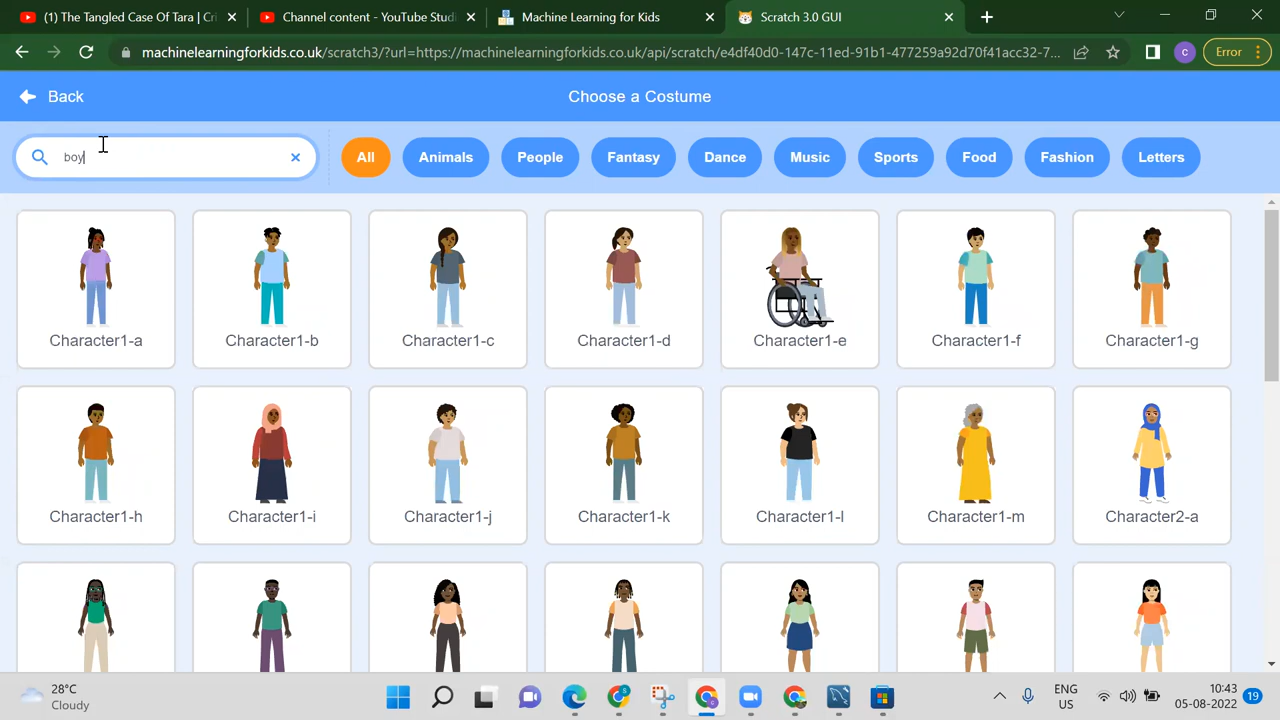 (1) The Tangled Case Of Tara | Cri
Channel content - YouTube Studi
Machine Learning for Kids
Scratch 3.0 GUI
machinelearningforkids.co.uk/scratch3/?url=https://machinelearningforkids.co.uk/api/scratch/e4df40d0-147c-11ed-91b1-477259a92d70f41acc32-7...
c
Error
Back
Choose a Costume
boy
All
Animals
People
Fantasy
Dance
Music
Sports
Food
Fashion
Letters
Character1-a
Character1-b
Character1-c
Character1-d
Character1-e
Character1-f
Character1-g
Character1-h
Character1-i
Character1-j
Character1-k
Character1-l
Character1-m
Character2-a
28°C
Cloudy
ENG
US
10:43
05-08-2022
19